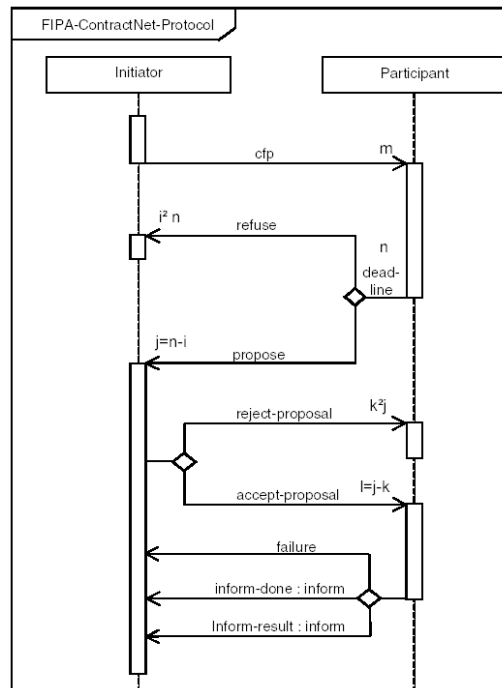 FIPA-ContractNet-Protocol
Initiator
Participant
cfp
m
i² n
refuse
n
dead-
line
j=n-i
propose
reject-proposal
k²j
accept-proposal
l=j-k
failure
inform-done : inform
Inform-result : inform